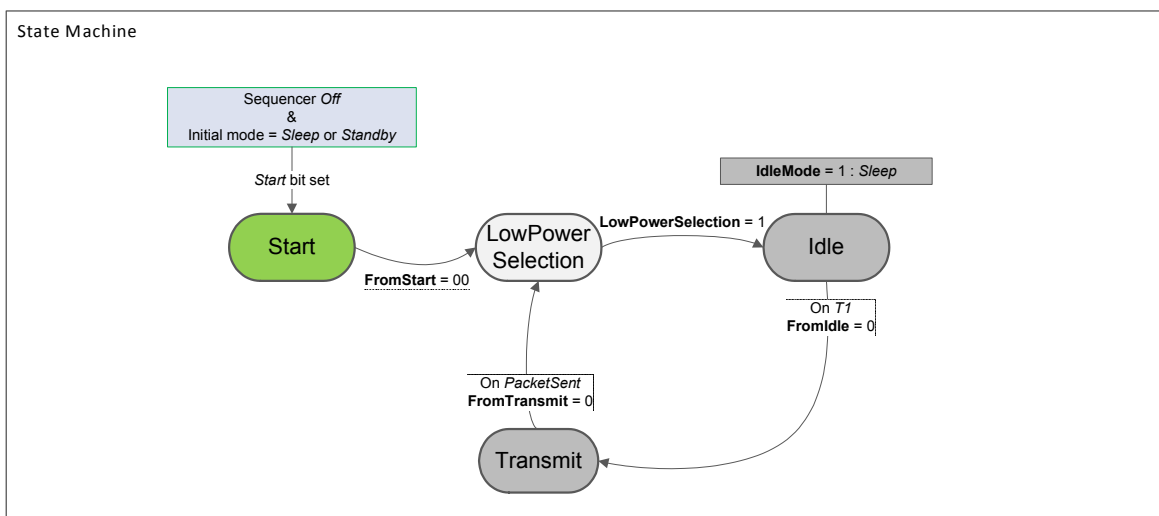 State Machine
Sequencer Off
&
Initial mode = Sleep or Standby
Start bit set
IdleMode = 1 : Sleep
Start
FromStart = 00
LowPower
Selection
LowPowerSelection = 1
Idle
On T1
FromIdle = 0
On PacketSent
FromTransmit = 0
Transmit